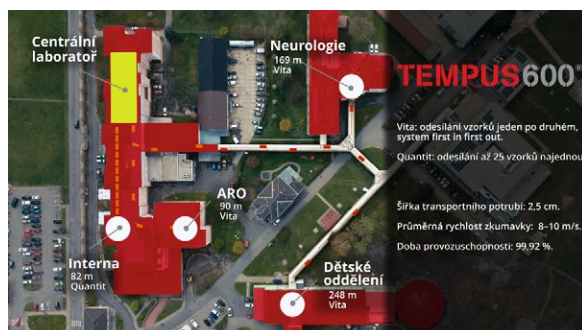 Centrální
laboratoř
Neurologie
169 m
Vita
TEMPUS600®
Vita: odesílání vzorků jeden po druhém,
system first in first out.
Quantit: odesílání až 25 vzorků najednou
ARO
90 m
Vita
Šířka transportního potrubí: 2,5 cm.
Průměrná rychlost zkumavky: 8–10 m/s.
Doba provozuschopnosti: 99,92 %.
Interna
82 m
Quantit
Dětské
oddělení
248 m
Vita